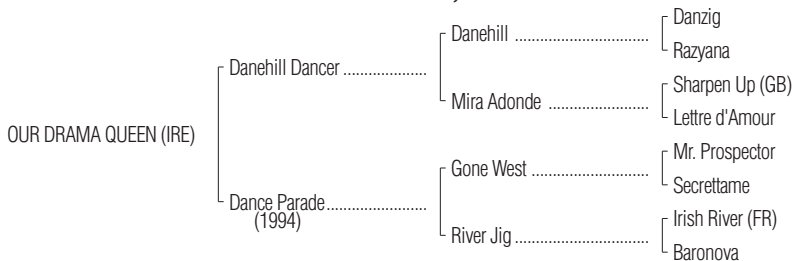 Danzig
Danehill ........................................
Razyana
Danehill Dancer .....................
Sharpen Up (GB)
Mira Adonde ..............................
Lettre d'Amour
OUR DRAMA QUEEN (IRE)
Mr. Prospector
Gone West ...................................
Secrettame
Dance Parade .........................
(1994)
Irish River (FR)
River Jig ........................................
Baronova